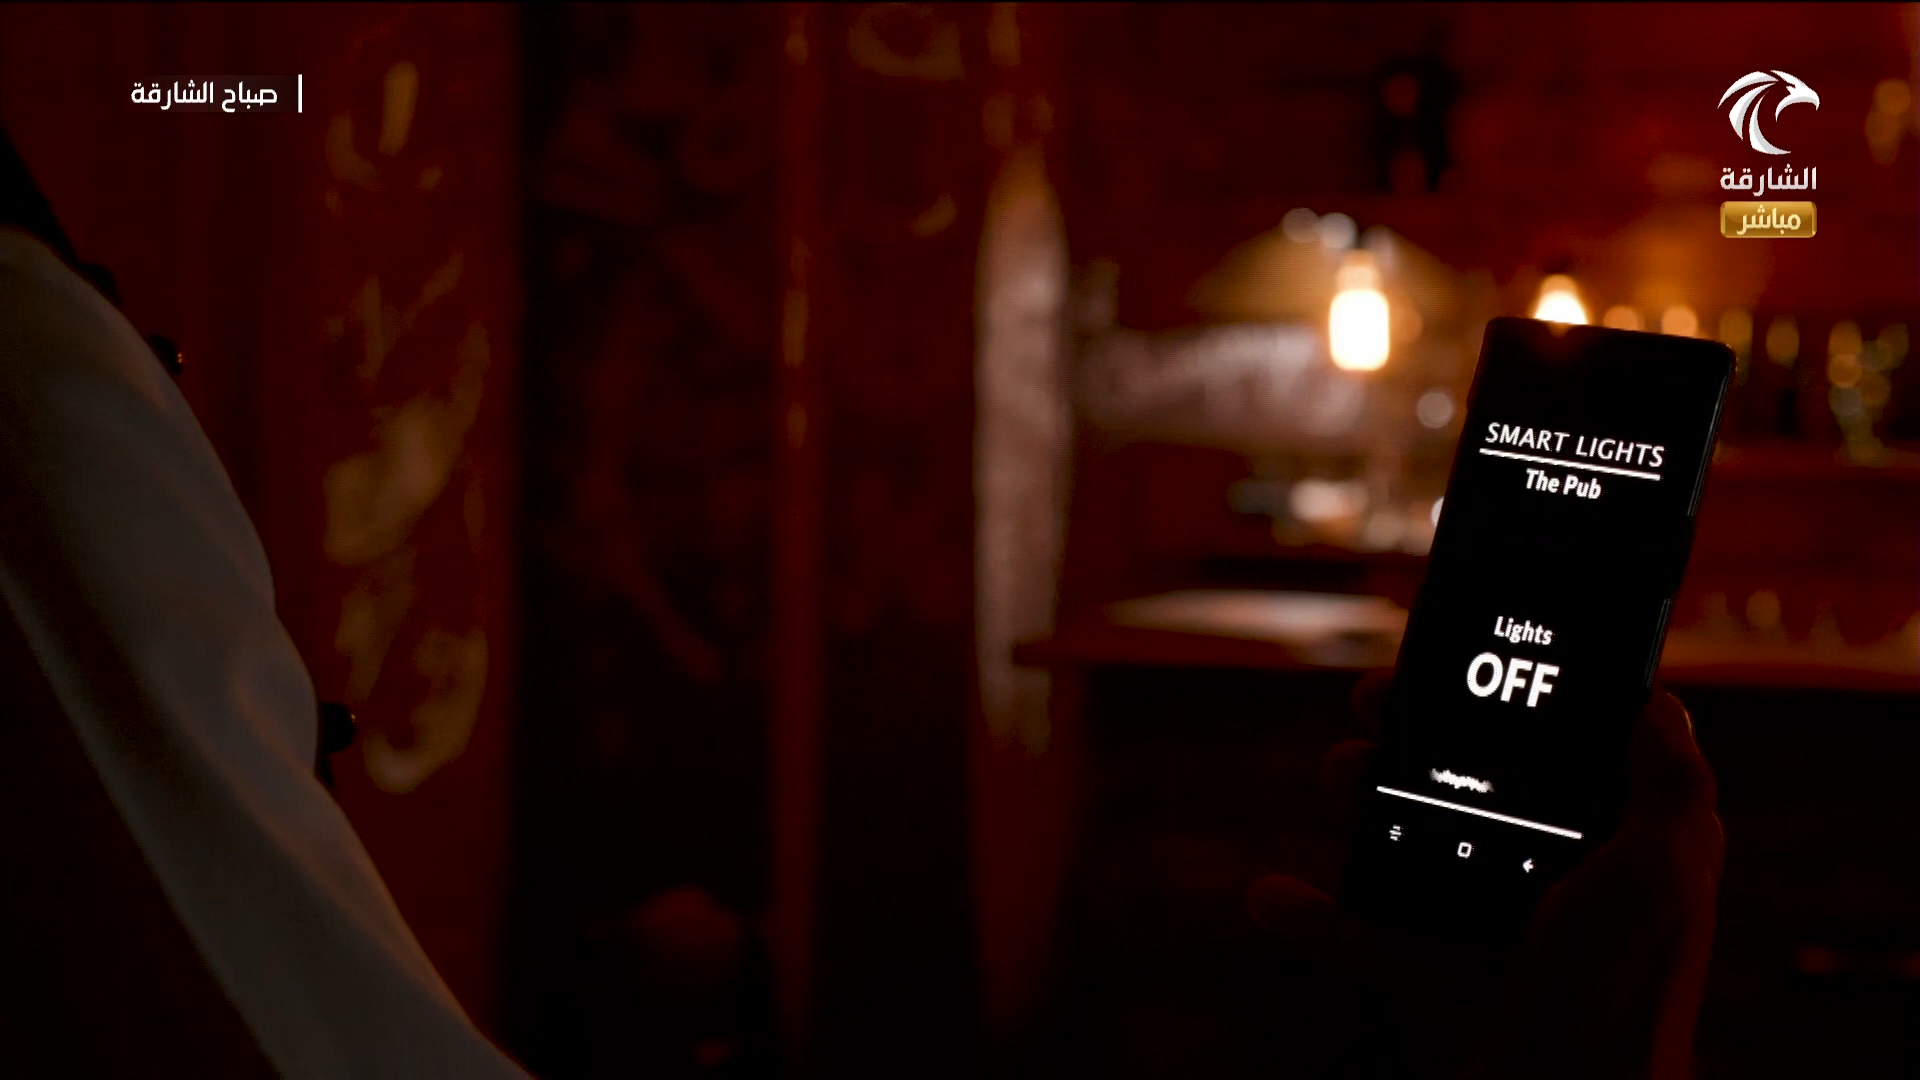 صباح الشارقة
الشارقة
مباشر
SMART LIGHTS
The Pub
Lights
OFF